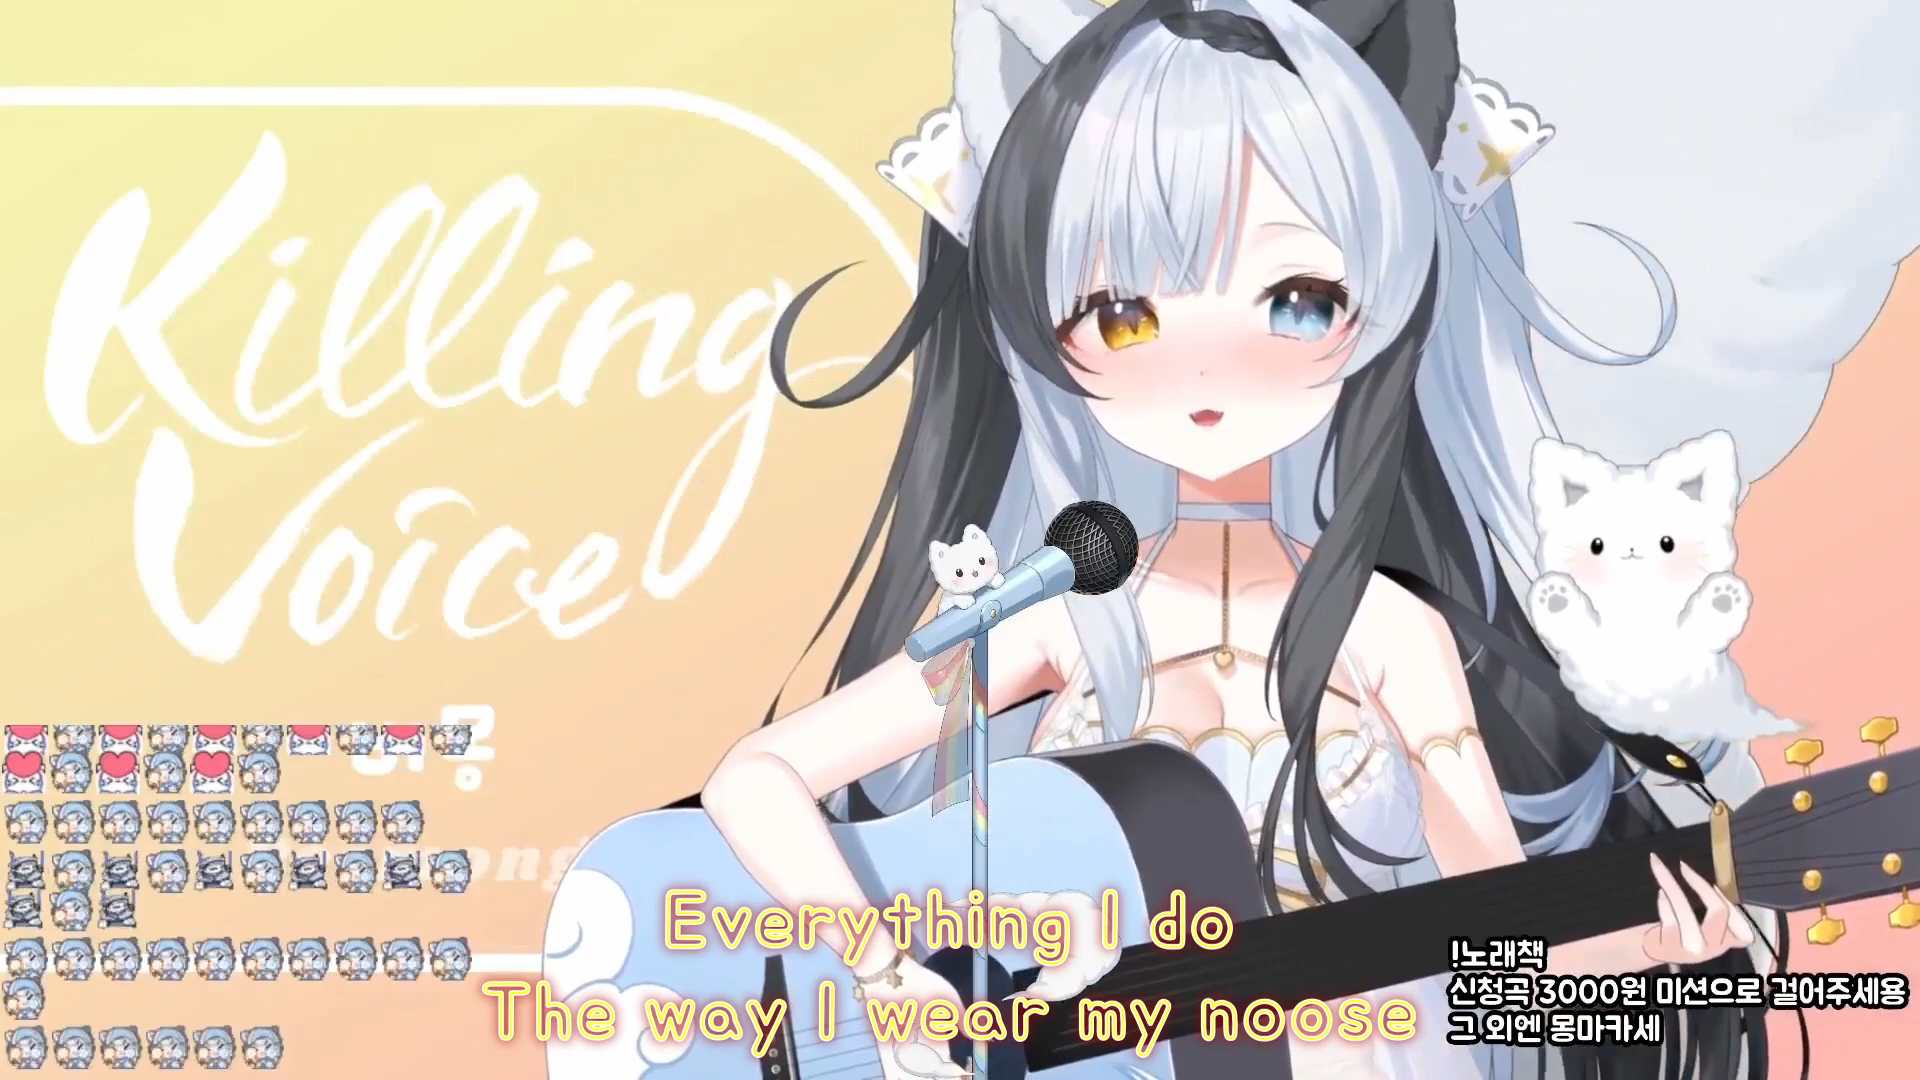 Killing
Voice
Everything I do
The way I wear my noose
!노래책
신청곡 3000원 미션으로 걸어주세용
그 외엔 몽마카세